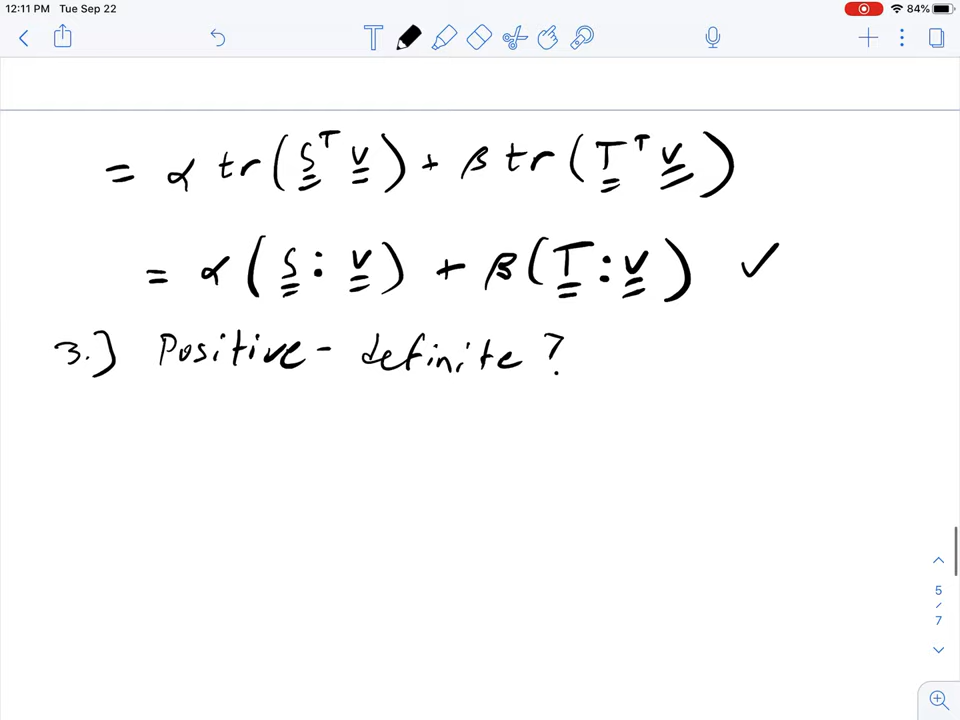 12:11 PM Tue Sep 22 84%
= α tr(S̳ᵀ V̳) + β tr(T̳ᵀ V̳)
= α(S̳ : V̳) + β(T̳ : V̳) ✓
3.) Positive-definite?
5
/
7